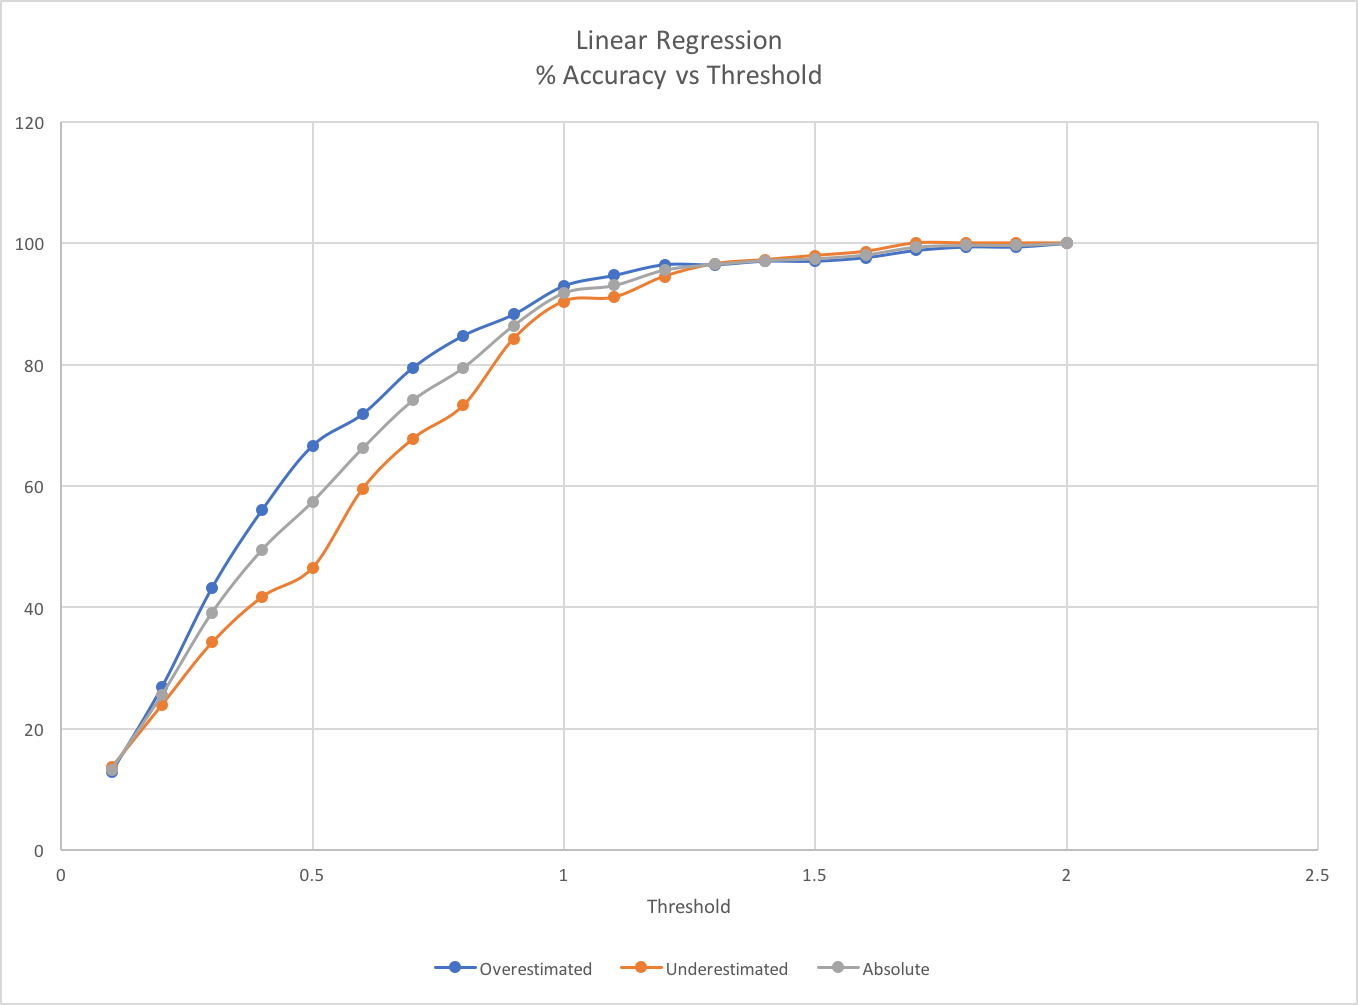 Linear Regression
% Accuracy vs Threshold
120
100
80
60
40
20
0
0 0.5 1 1.5 2 2.5
Threshold
Overestimated Underestimated Absolute